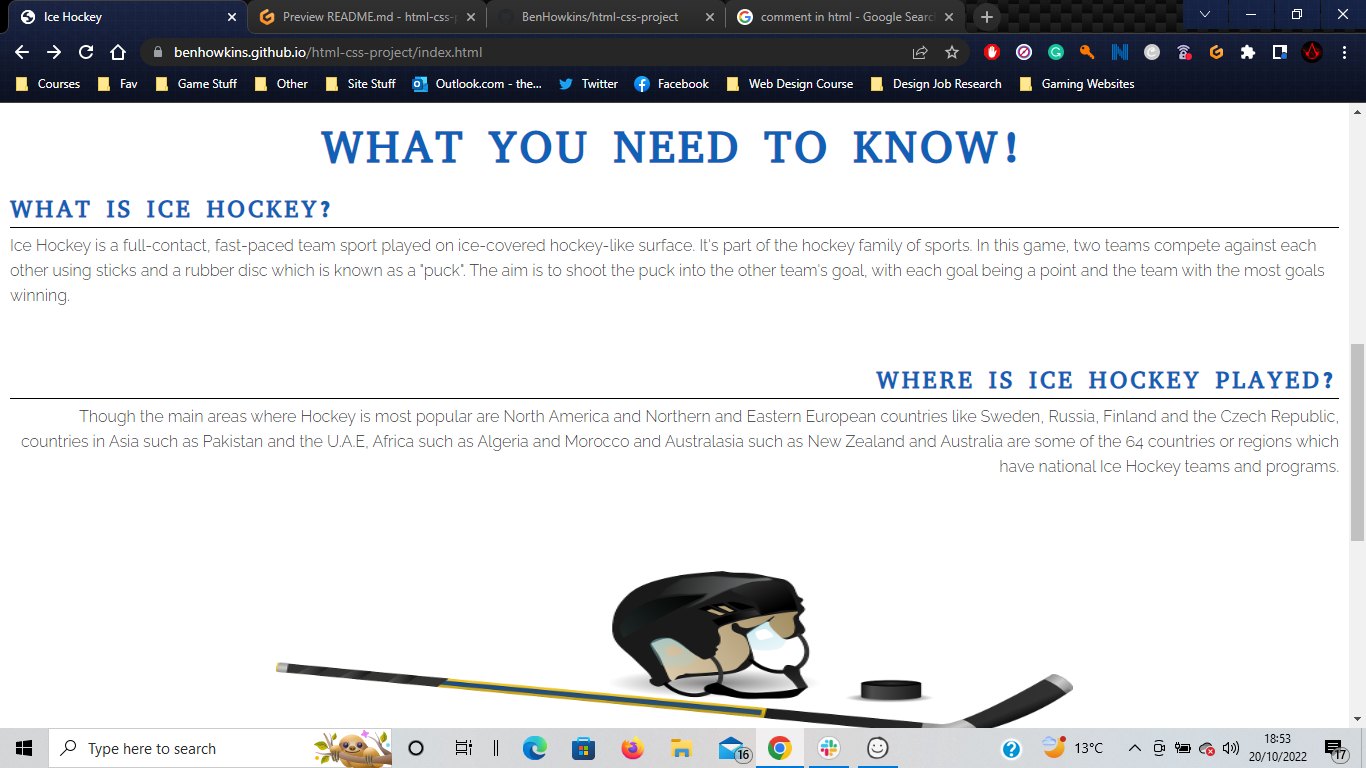 Ice Hockey
Preview README.md - html-css-p
BenHowkins/html-css-project
comment in html - Google Searc
benhowkins.github.io/html-css-project/index.html
Courses Fav Game Stuff Other Site Stuff Outlook.com - the... Twitter Facebook Web Design Course Design Job Research Gaming Websites
WHAT YOU NEED TO KNOW!
WHAT IS ICE HOCKEY?
Ice Hockey is a full-contact, fast-paced team sport played on ice-covered hockey-like surface. It's part of the hockey family of sports. In this game, two teams compete against each
other using sticks and a rubber disc which is known as a "puck". The aim is to shoot the puck into the other team's goal, with each goal being a point and the team with the most goals
winning.
WHERE IS ICE HOCKEY PLAYED?
Though the main areas where Hockey is most popular are North America and Northern and Eastern European countries like Sweden, Russia, Finland and the Czech Republic,
countries in Asia such as Pakistan and the U.A.E, Africa such as Algeria and Morocco and Australasia such as New Zealand and Australia are some of the 64 countries or regions which
have national Ice Hockey teams and programs.
Type here to search
16
13°C
18:53
20/10/2022
17